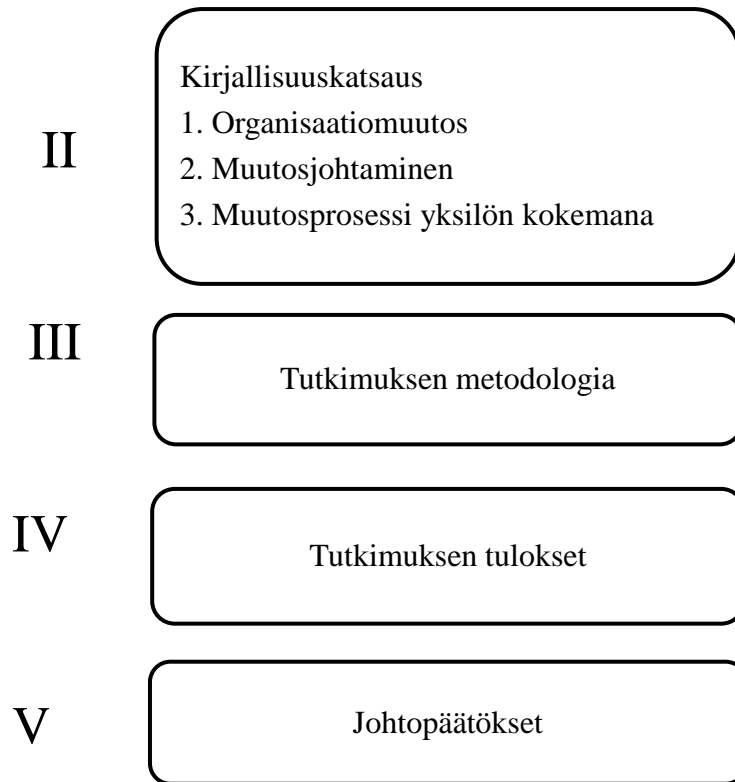 II
Kirjallisuuskatsaus
1. Organisaatiomuutos
2. Muutosjohtaminen
3. Muutosprosessi yksilön kokemana
III
Tutkimuksen metodologia
IV
Tutkimuksen tulokset
V
Johtopäätökset